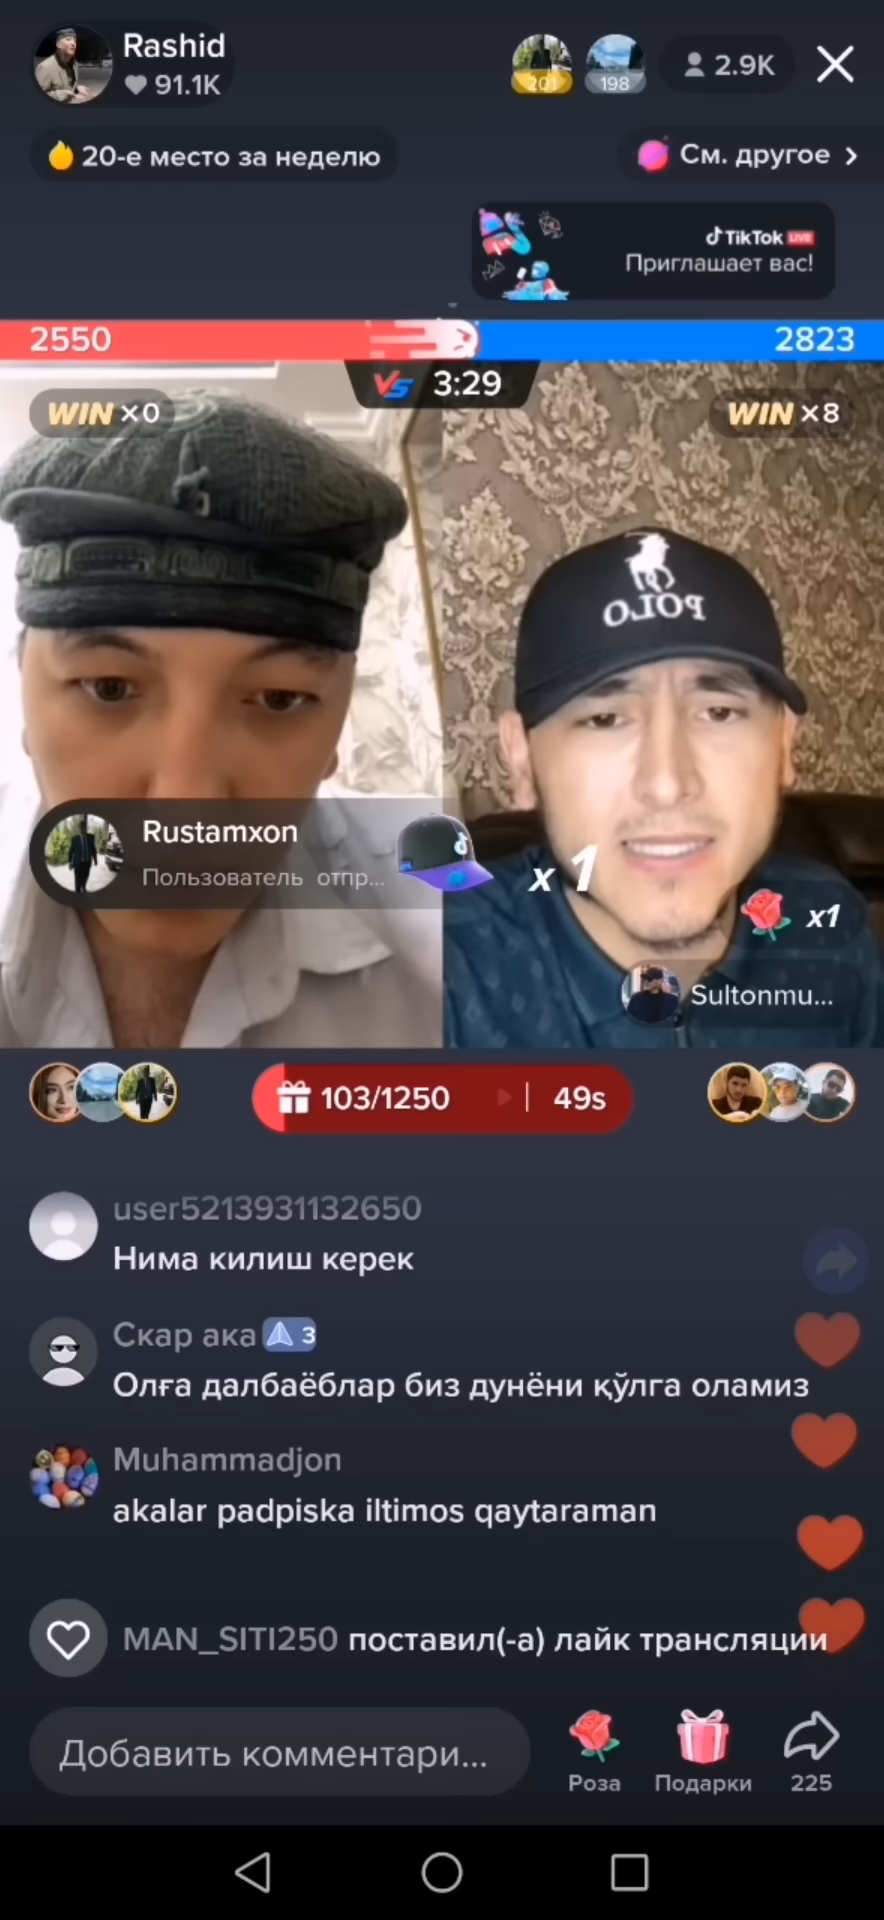 Rashid
91.1K
201
198
2.9K
20-е место за неделю
См. другое
TikTok LIVE
Приглашает вас!
2550
2823
VS 3:29
WIN ×0
WIN ×8
POLO
Rustamxon
Пользователь отпр...
x 1
x1
Sultonmu...
103/1250
49s
user5213931132650
Нима килиш керек
Скар ака 3
Олға далбаёблар биз дунёни қўлга оламиз
Muhammadjon
akalar padpiska iltimos qaytaraman
MAN_SITI250 поставил(-а) лайк трансляции
Добавить комментари...
Роза
Подарки
225